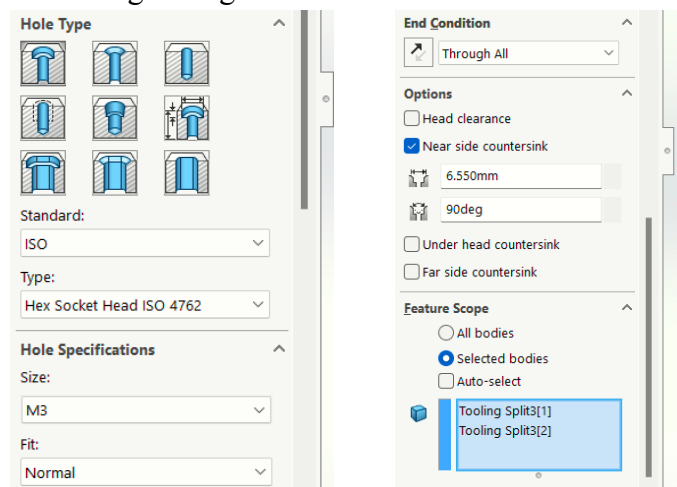 Hole Type
Standard:
ISO
Type:
Hex Socket Head ISO 4762
Hole Specifications
Size:
M3
Fit:
Normal
End Condition
Through All
Options
Head clearance
Near side countersink
6.550mm
90deg
Under head countersink
Far side countersink
Feature Scope
All bodies
Selected bodies
Auto-select
Tooling Split3[1]
Tooling Split3[2]